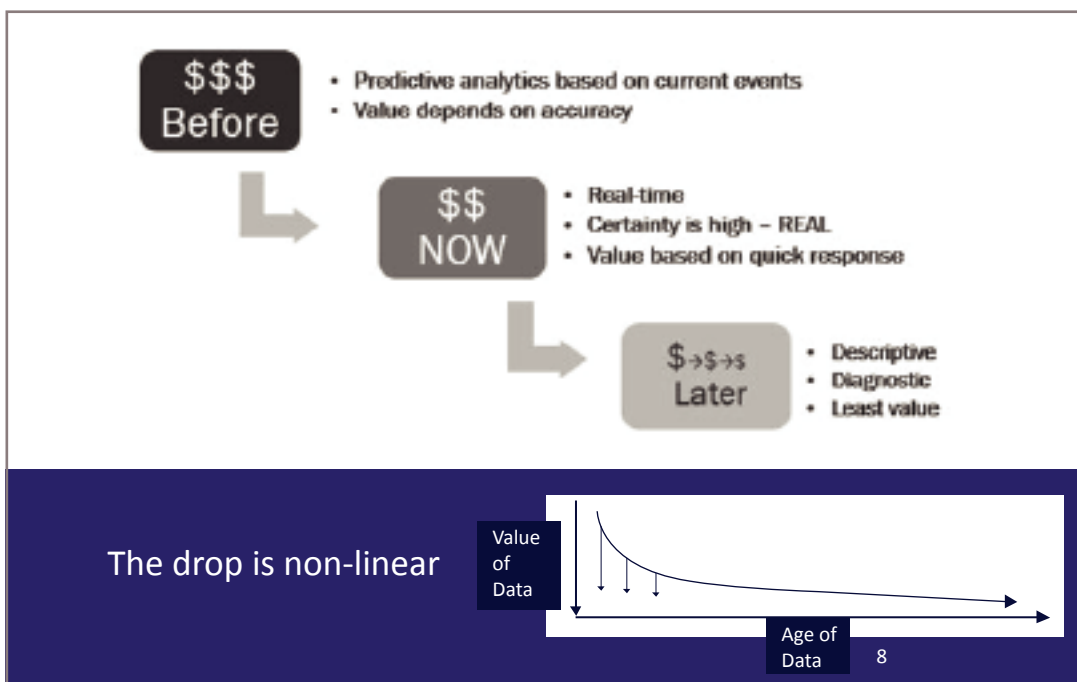 $$$
Before
• Predictive analytics based on current events
• Value depends on accuracy
$$
NOW
• Real-time
• Certainty is high – REAL
• Value based on quick response
$→$→$
Later
• Descriptive
• Diagnostic
• Least value
The drop is non-linear
Value
of
Data
Age of
Data
8